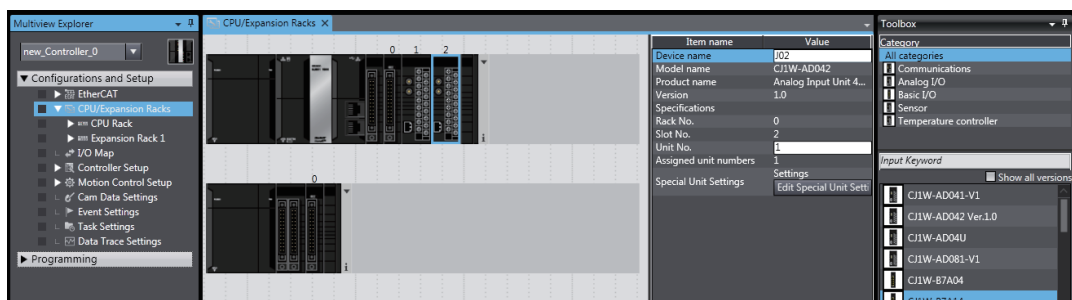 Multiview Explorer
new_Controller_0
Configurations and Setup
EtherCAT
CPU/Expansion Racks
CPU Rack
Expansion Rack 1
I/O Map
Controller Setup
Motion Control Setup
Cam Data Settings
Event Settings
Task Settings
Data Trace Settings
Programming
CPU/Expansion Racks X
0 1 2
0
Item name Value
Device name J02
Model name CJ1W-AD042
Product name Analog Input Unit 4...
Version 1.0
Specifications
Rack No. 0
Slot No. 2
Unit No. 1
Assigned unit numbers 1
Special Unit Settings Settings
Edit Special Unit Setti
Toolbox
Category
All categories
Communications
Analog I/O
Basic I/O
Sensor
Temperature controller
Input Keyword
Show all versions
CJ1W-AD041-V1
CJ1W-AD042 Ver.1.0
CJ1W-AD04U
CJ1W-AD081-V1
CJ1W-B7A04